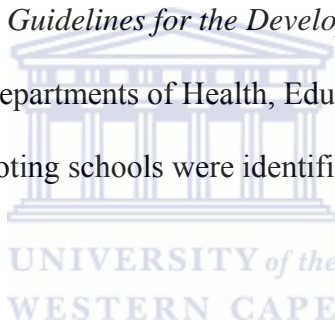 Guidelines for the Develo
epartments of Health, Edu
oting schools were identifi
UNIVERSITY of the
WESTERN CAPE